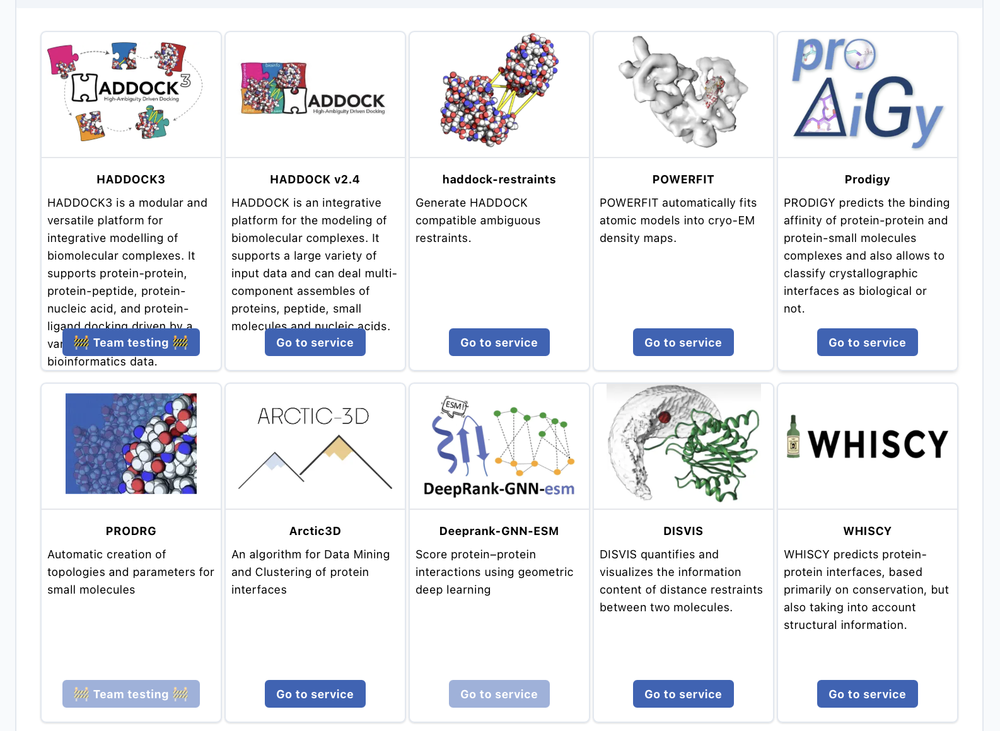 ADDOCK 3
High-Ambiguity Driven Docking
bioinfo
ADDOCK
High-Ambiguity Driven Docking
pro
iGy
HADDOCK3
HADDOCK3 is a modular and
versatile platform for
integrative modelling of
biomolecular complexes. It
supports protein-protein,
protein-peptide, protein-
nucleic acid, and protein-
ligand docking driven by a
bioinformatics data.
🚧 Team testing 🚧
HADDOCK v2.4
HADDOCK is an integrative
platform for the modeling of
biomolecular complexes. It
supports a large variety of
input data and can deal multi-
component assembles of
proteins, peptide, small
molecules and nucleic acids.
Go to service
haddock-restraints
Generate HADDOCK
compatible ambiguous
restraints.
Go to service
POWERFIT
POWERFIT automatically fits
atomic models into cryo-EM
density maps.
Go to service
Prodigy
PRODIGY predicts the binding
affinity of protein-protein and
protein-small molecules
complexes and also allows to
classify crystallographic
interfaces as biological or
not.
Go to service
PRODRG
Automatic creation of
topologies and parameters for
small molecules
🚧 Team testing 🚧
ARCTIC-3D
Arctic3D
An algorithm for Data Mining
and Clustering of protein
interfaces
Go to service
ESM!
DeepRank-GNN-esm
Deeprank-GNN-ESM
Score protein–protein
interactions using geometric
deep learning
Go to service
DISVIS
DISVIS quantifies and
visualizes the information
content of distance restraints
between two molecules.
Go to service
WHISCY
WHISCY
WHISCY predicts protein-
protein interfaces, based
primarily on conservation, but
also taking into account
structural information.
Go to service